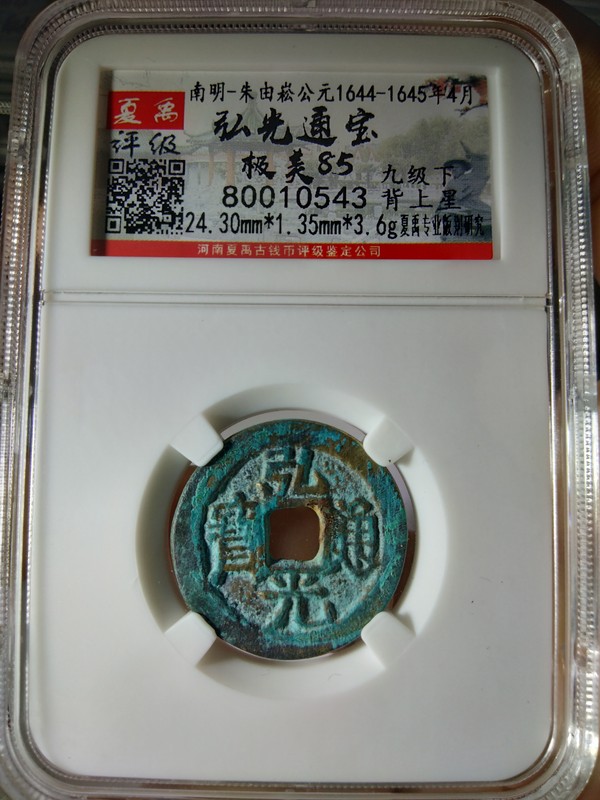 南明-朱由崧公元1644-1645年4月
夏禹
评级
弘光通宝
极美85
九级下
80010543
背上星
24.30mm*1.35mm*3.6g
夏禹专业版别研究
河南夏禹古钱币评级鉴定公司
弘光通寶